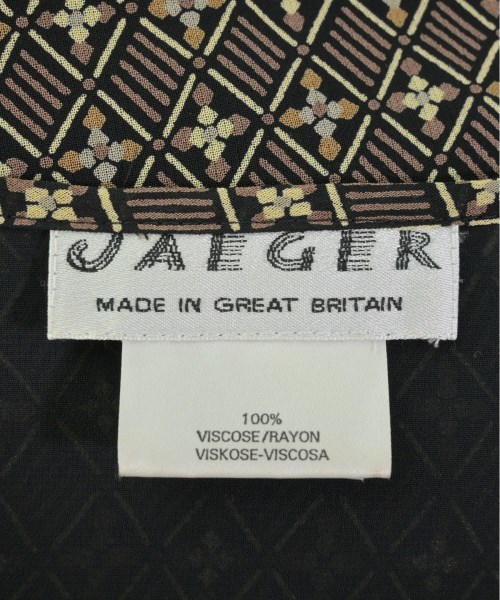 JAEGER
MADE IN GREAT BRITAIN
100%
VISCOSE/RAYON
VISKOSE-VISCOSA